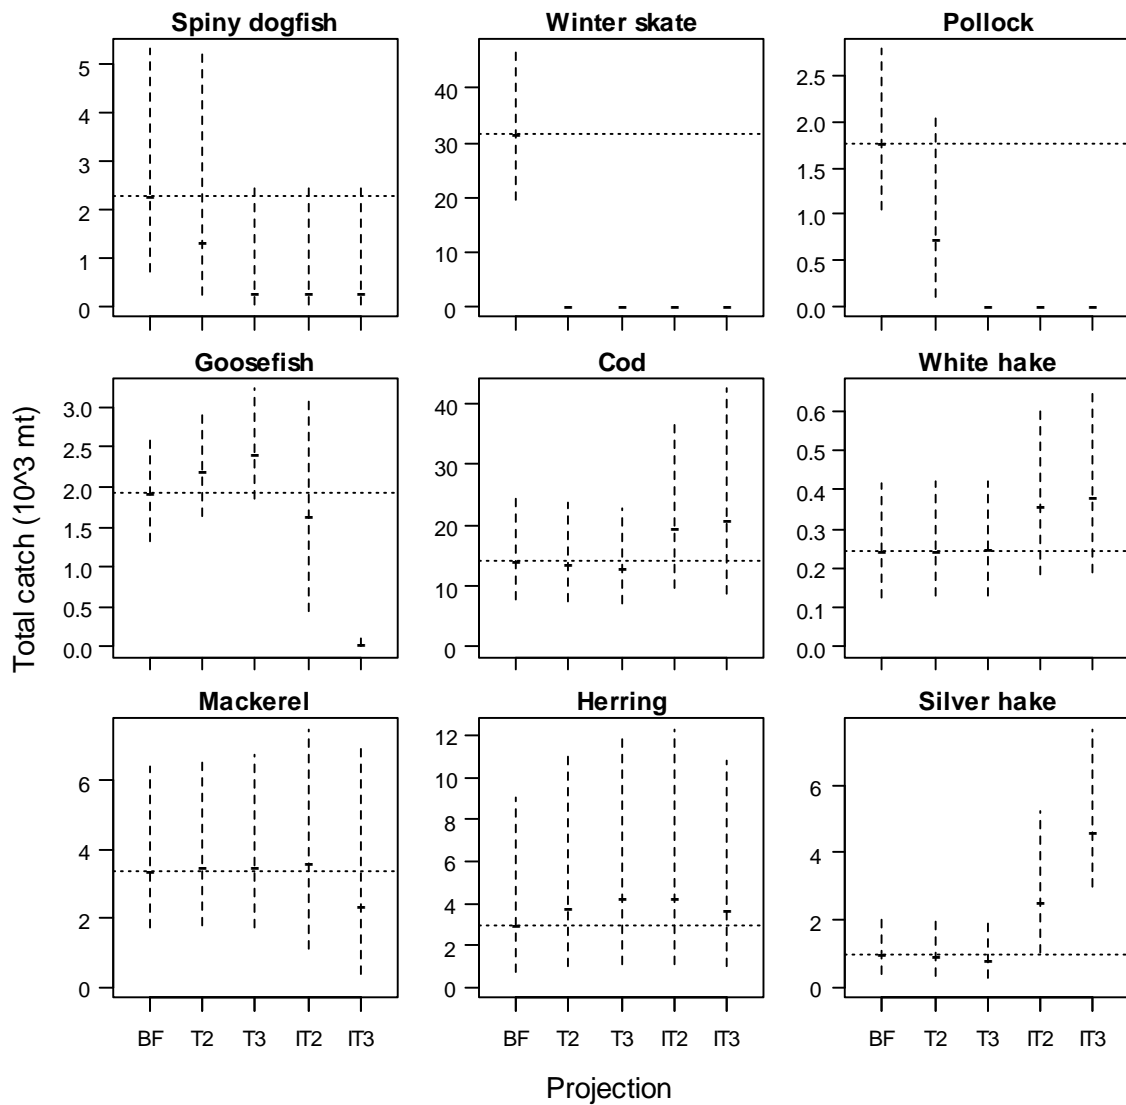 Spiny dogfish Winter skate Pollock
5 4 3 2 1 0
40 30 20 10 0
2.5 2.0 1.5 1.0 0.5 0.0
Goosefish Cod White hake
3.0 2.5 2.0 1.5 1.0 0.5 0.0
40 30 20 10 0
0.6 0.5 0.4 0.3 0.2 0.1 0.0
Total catch (10^3 mt)
Mackerel Herring Silver hake
6 4 2 0
12 10 8 6 4 2 0
6 4 2 0
BF T2 T3 IT2 IT3 BF T2 T3 IT2 IT3 BF T2 T3 IT2 IT3
Projection